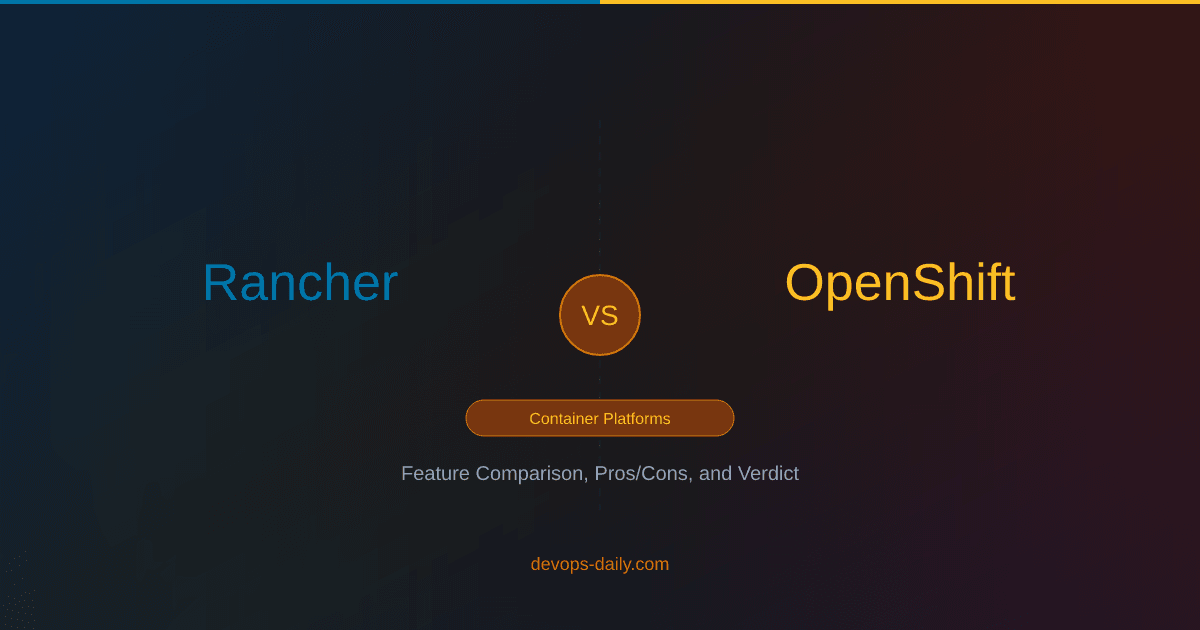 Rancher
VS
OpenShift
Container Platforms
Feature Comparison, Pros/Cons, and Verdict
devops-daily.com